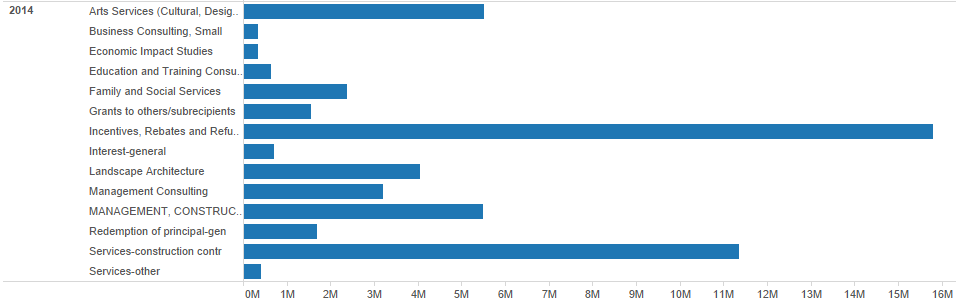 2014
Arts Services (Cultural, Desig..
Business Consulting, Small
Economic Impact Studies
Education and Training Consu..
Family and Social Services
Grants to others/subrecipients
Incentives, Rebates and Refu..
Interest-general
Landscape Architecture
Management Consulting
MANAGEMENT, CONSTRUC..
Redemption of principal-gen
Services-construction contr
Services-other
0M 1M 2M 3M 4M 5M 6M 7M 8M 9M 10M 11M 12M 13M 14M 15M 16M